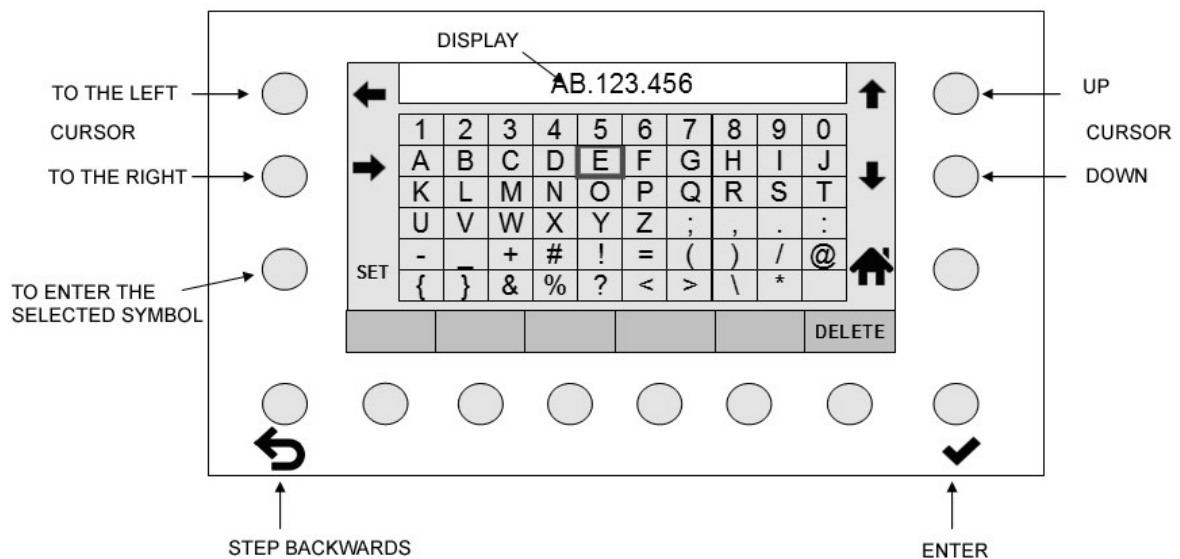 DISPLAY
AB.123.456
TO THE LEFT
CURSOR
TO THE RIGHT
TO ENTER THE
SELECTED SYMBOL
UP
CURSOR
DOWN
1 2 3 4 5 6 7 8 9 0
A B C D E F G H I J
K L M N O P Q R S T
U V W X Y Z ; , . :
- _ + # ! = ( ) / @
{ } & % ? < > \ *
SET
DELETE
STEP BACKWARDS
ENTER